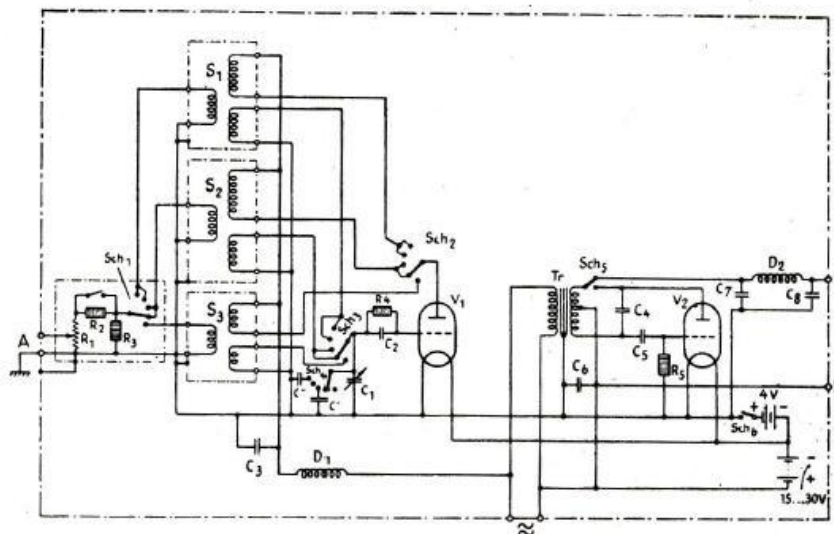 S1
S2
S3
Sch1
Sch2
Sch3
Sch4
Sch5
Sch6
A
R1
R2
R3
R4
R5
C"
C'
C1
C2
C3
C4
C5
C6
C7
C8
V1
V2
D1
D2
Tr
+ 4V -
-
+
15...30V
≈